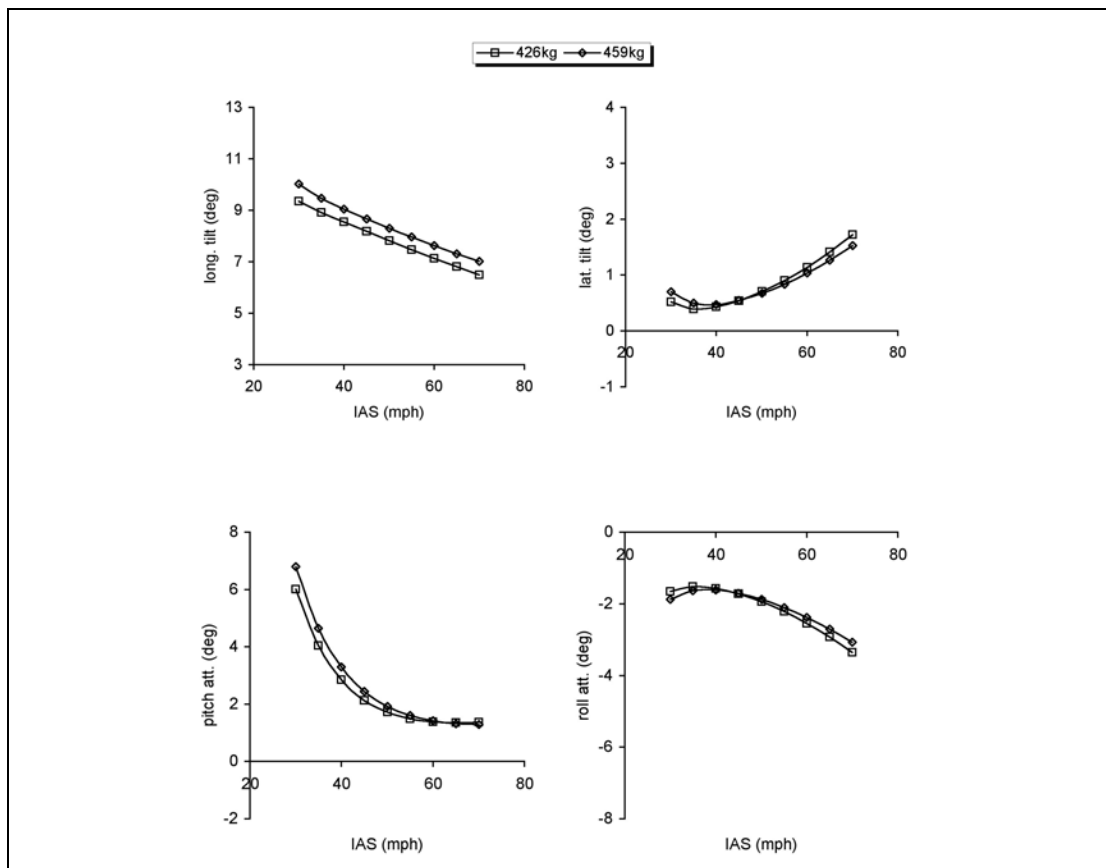 426kg 459kg
13
11
9
7
5
3
20 40 60 80
long. tilt (deg)
IAS (mph)
4
3
2
1
0
-1
20 40 60 80
lat. tilt (deg)
IAS (mph)
8
6
4
2
0
-2
20 40 60 80
pitch att. (deg)
IAS (mph)
0
-2
-4
-6
-8
20 40 60 80
roll att. (deg)
IAS (mph)